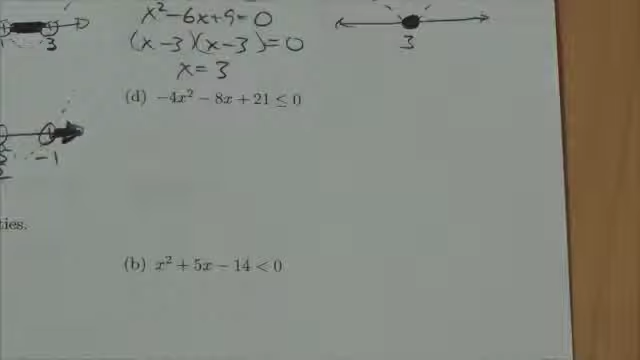 x² - 6x + 9 = 0
(x - 3)(x - 3) = 0
x = 3
3
3
(d) −4x² − 8x + 21 ≤ 0
-1
ties.
(b) x² + 5x − 14 < 0